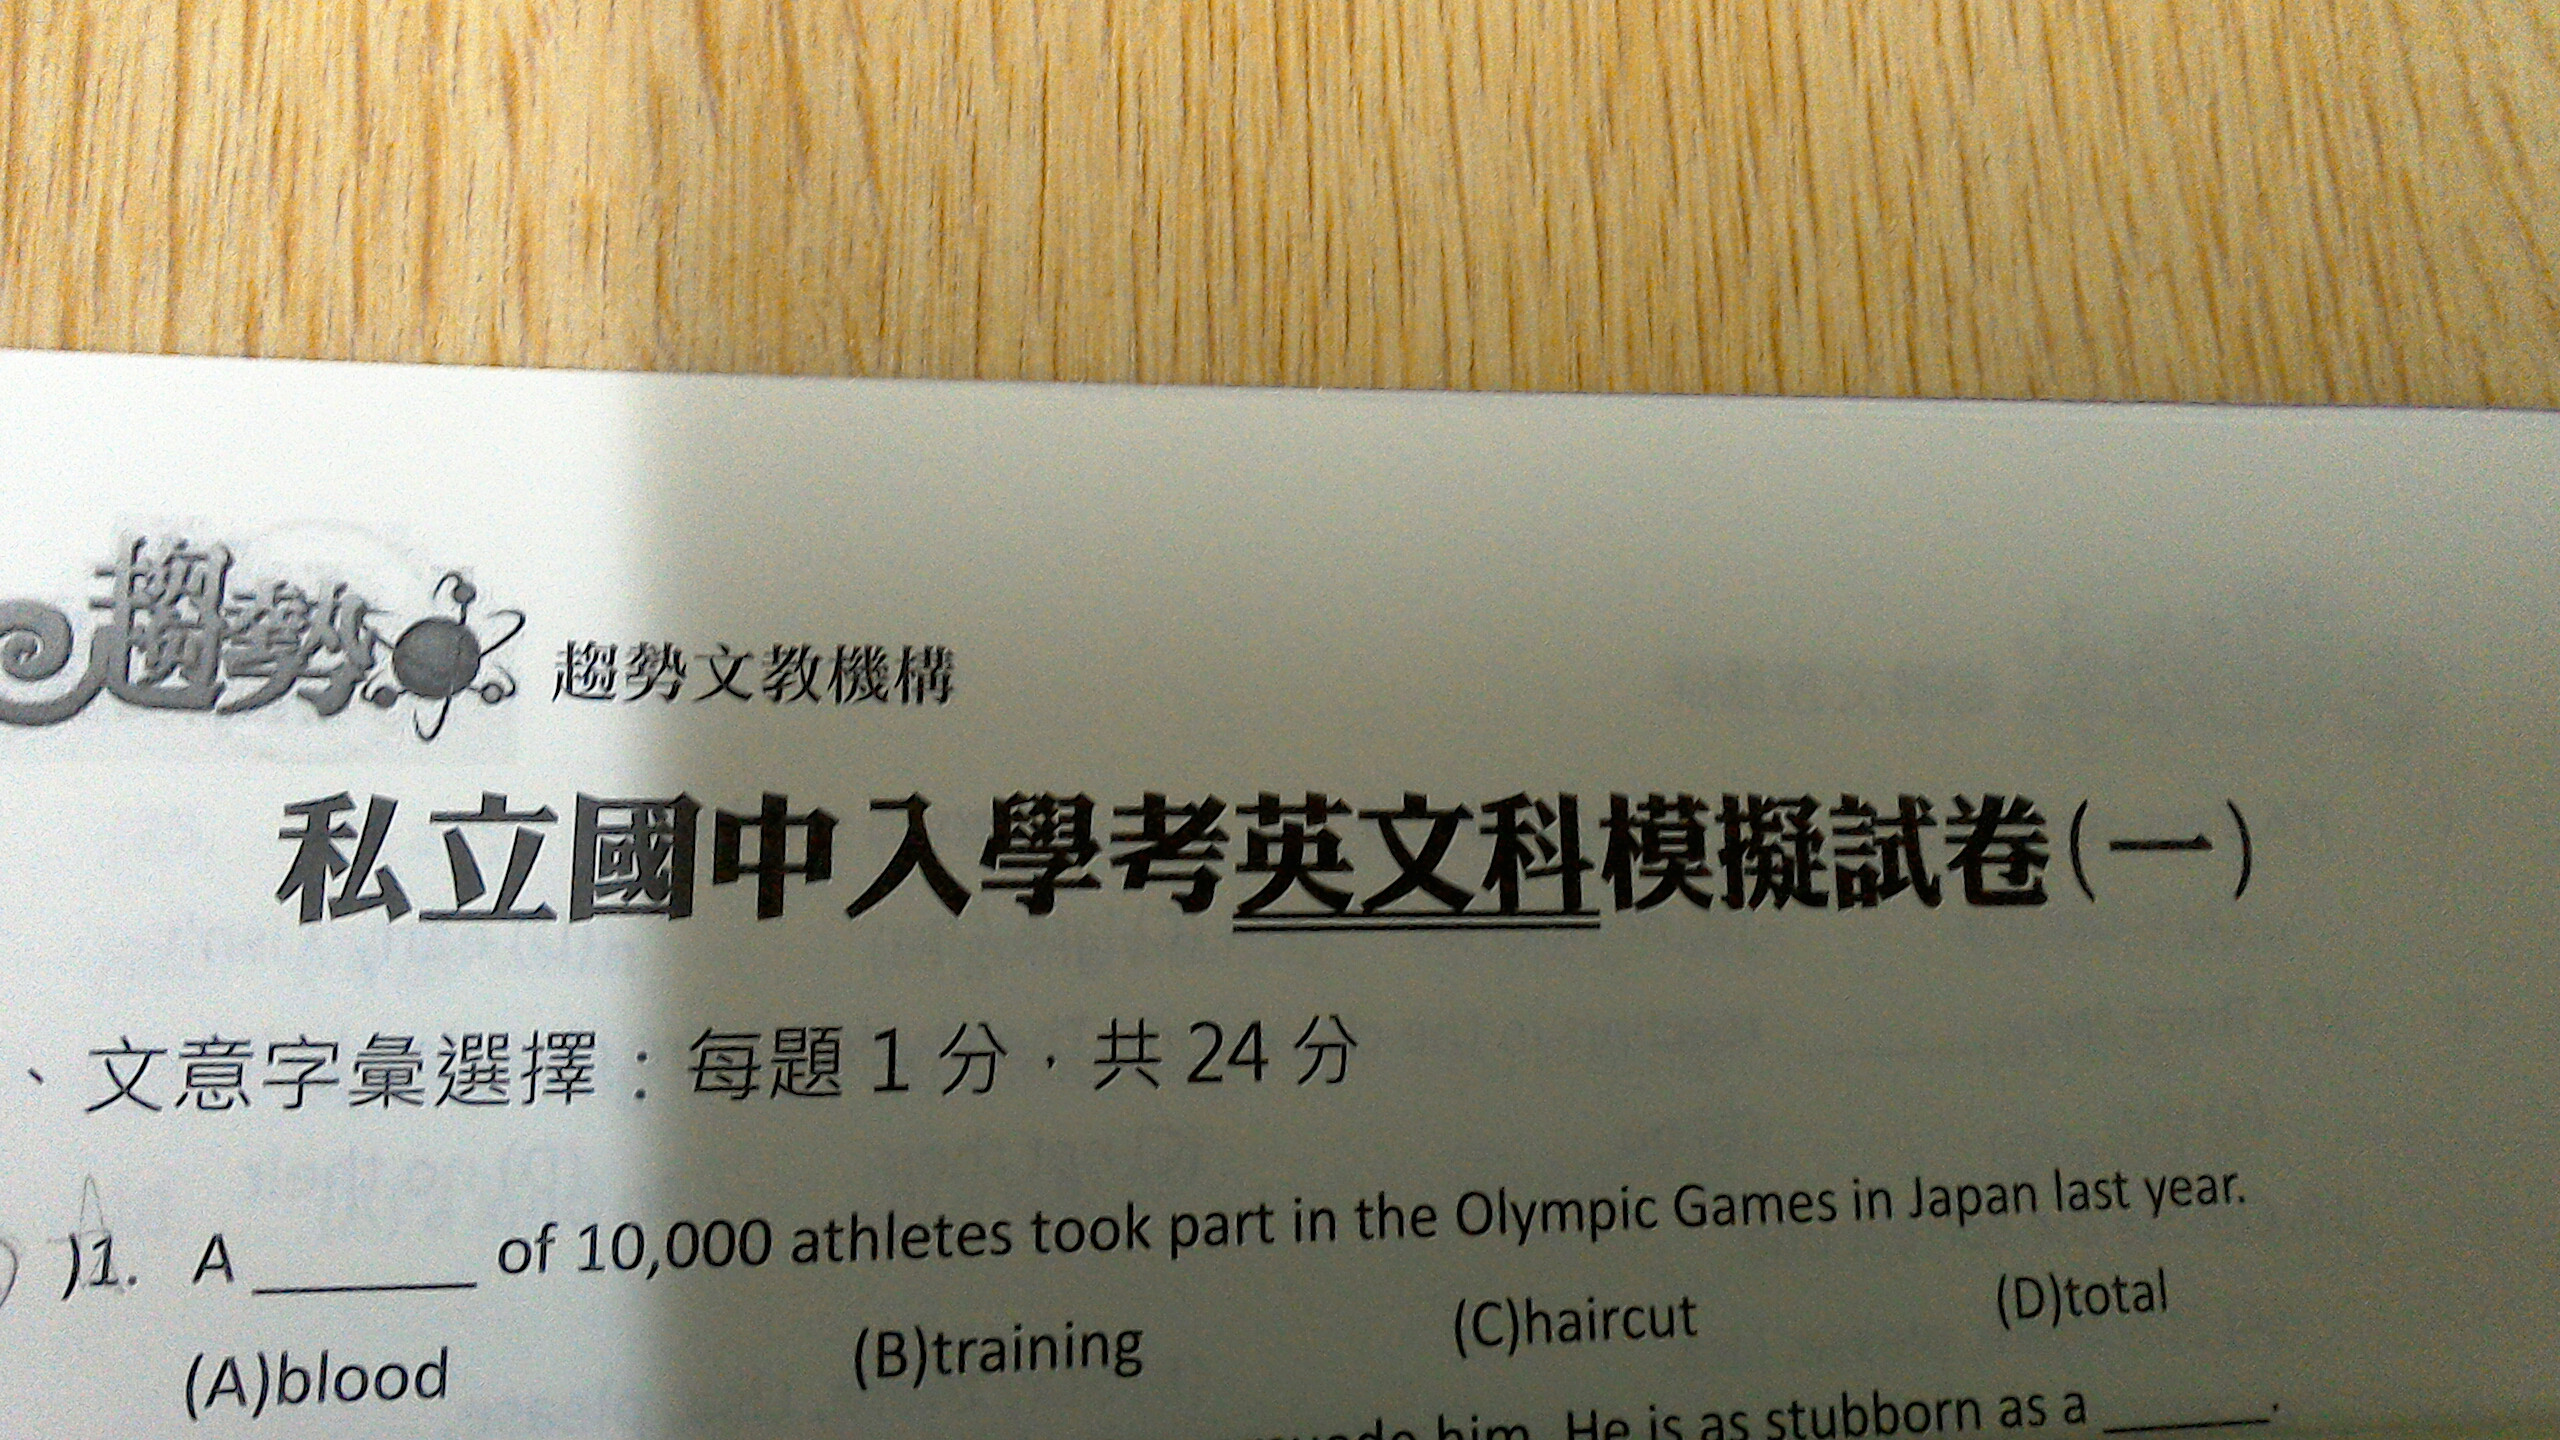 趨勢 趨勢文教機構
私立國中入學考英文科模擬試卷(一)
、文意字彙選擇：每題1分，共24分
)1. A ______ of 10,000 athletes took part in the Olympic Games in Japan last year.
(A)blood (B)training (C)haircut (D)total
him. He is as stubborn as a ______.